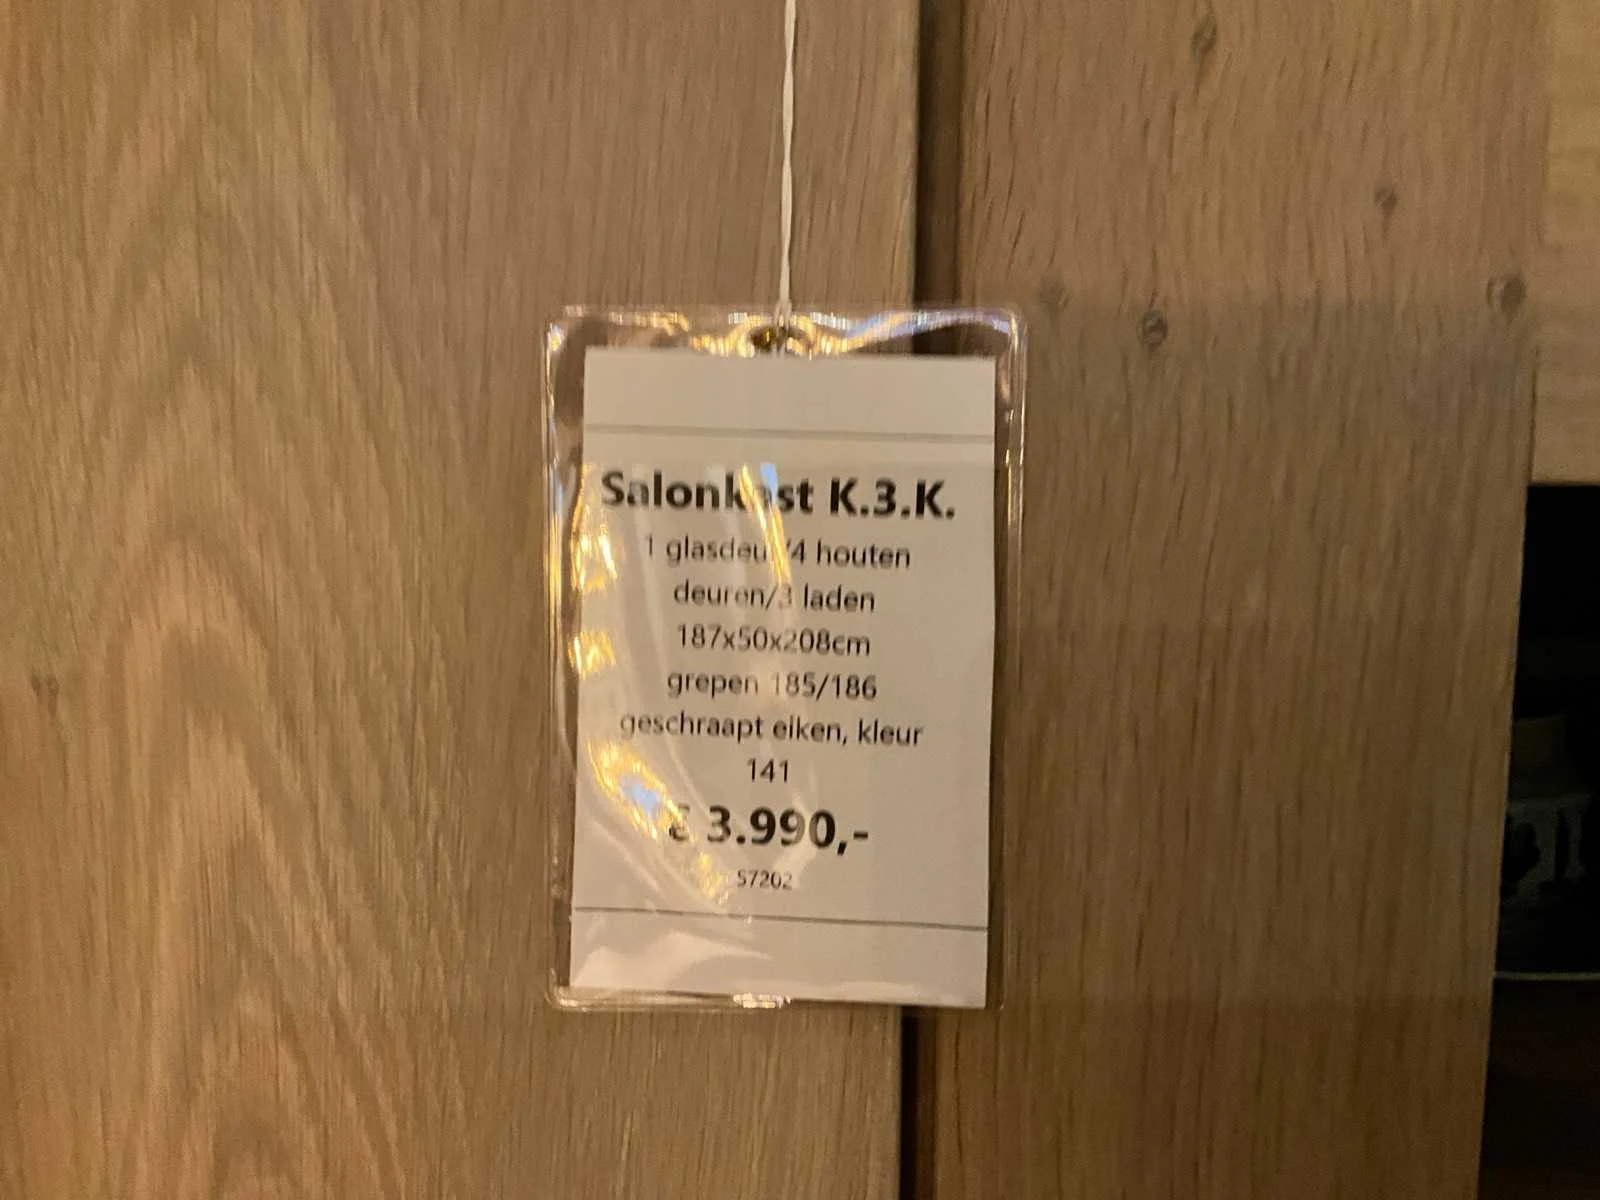 Salonkast K.3.K.
1 glasdeur/4 houten
deuren/3 laden
187x50x208cm
grepen 185/186
geschraapt eiken, kleur
141
€ 3.990,-
57202